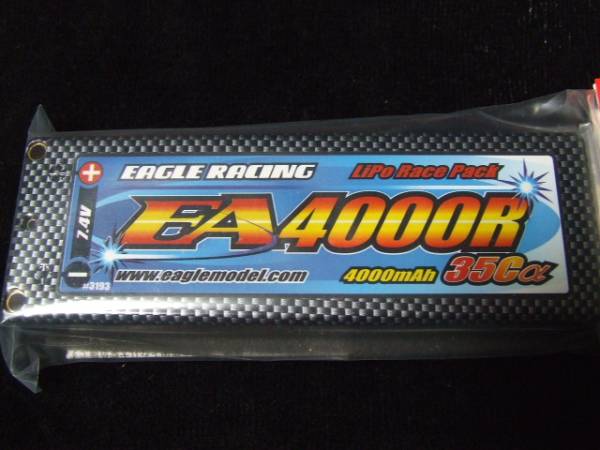 EAGLE RACING
LiPo Race Pack
+
7.4V
−
EA4000R
www.eaglemodel.com
4000mAh
35Cα
#3193